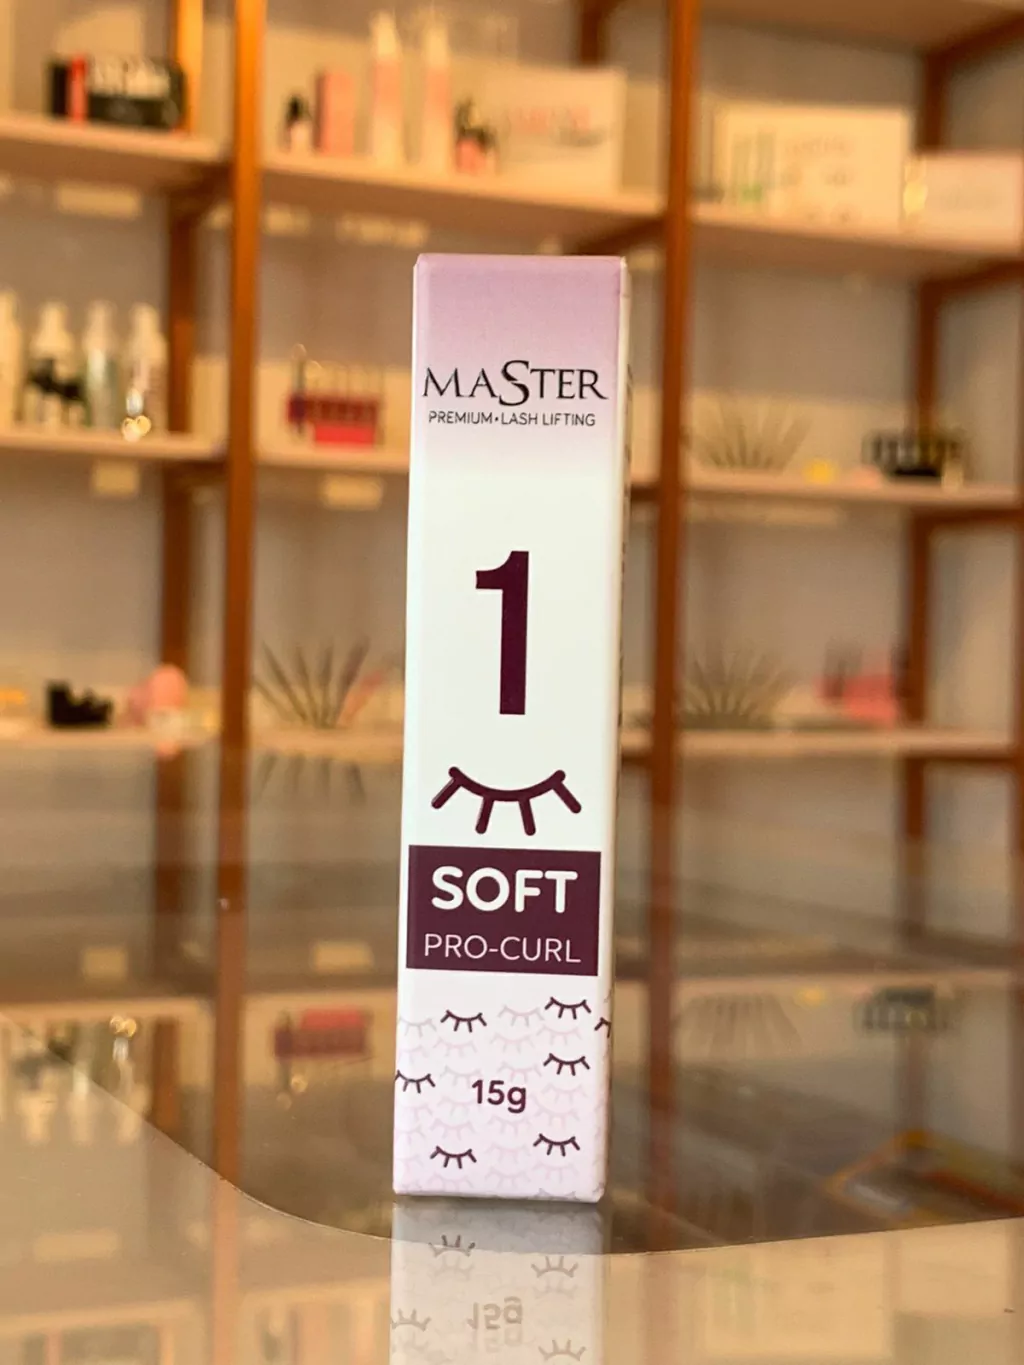 MASTER
PREMIUM•LASH LIFTING
1
SOFT
PRO-CURL
15g